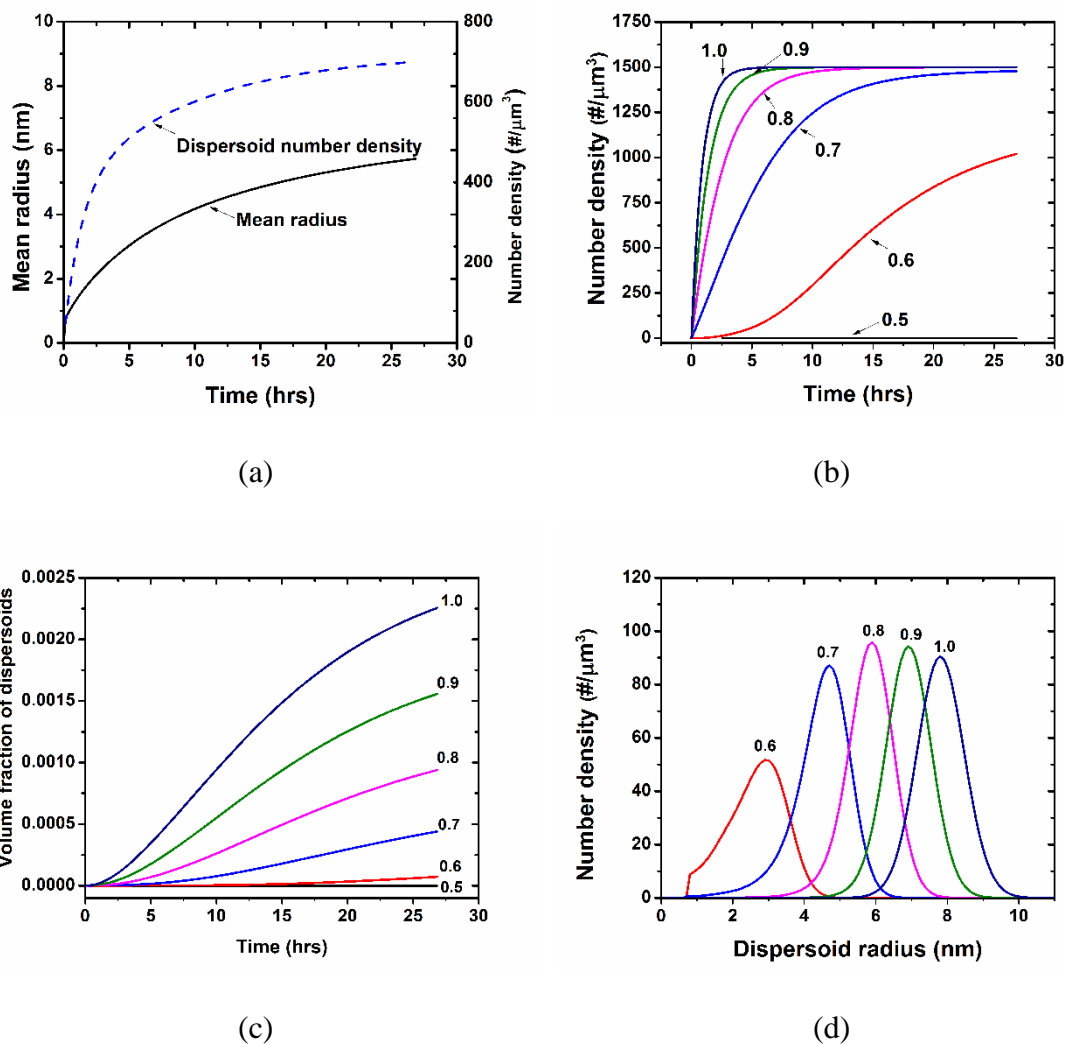 10
8
6
4
2
0
Mean radius (nm)
800
600
400
200
0
Number density (#/μm³)
Dispersoid number density
Mean radius
0 5 10 15 20 25 30
Time (hrs)
(a)
1750
1500
1250
1000
750
500
250
0
Number density (#/μm³)
1.0
0.9
0.8
0.7
0.6
0.5
0 5 10 15 20 25 30
Time (hrs)
(b)
0.0025
0.0020
0.0015
0.0010
0.0005
0.0000
Volume fraction of dispersoids
1.0
0.9
0.8
0.7
0.6
0.5
0 5 10 15 20 25 30
Time (hrs)
(c)
120
100
80
60
40
20
0
Number density (#/μm³)
0.6
0.7
0.8
0.9
1.0
0 2 4 6 8 10
Dispersoid radius (nm)
(d)